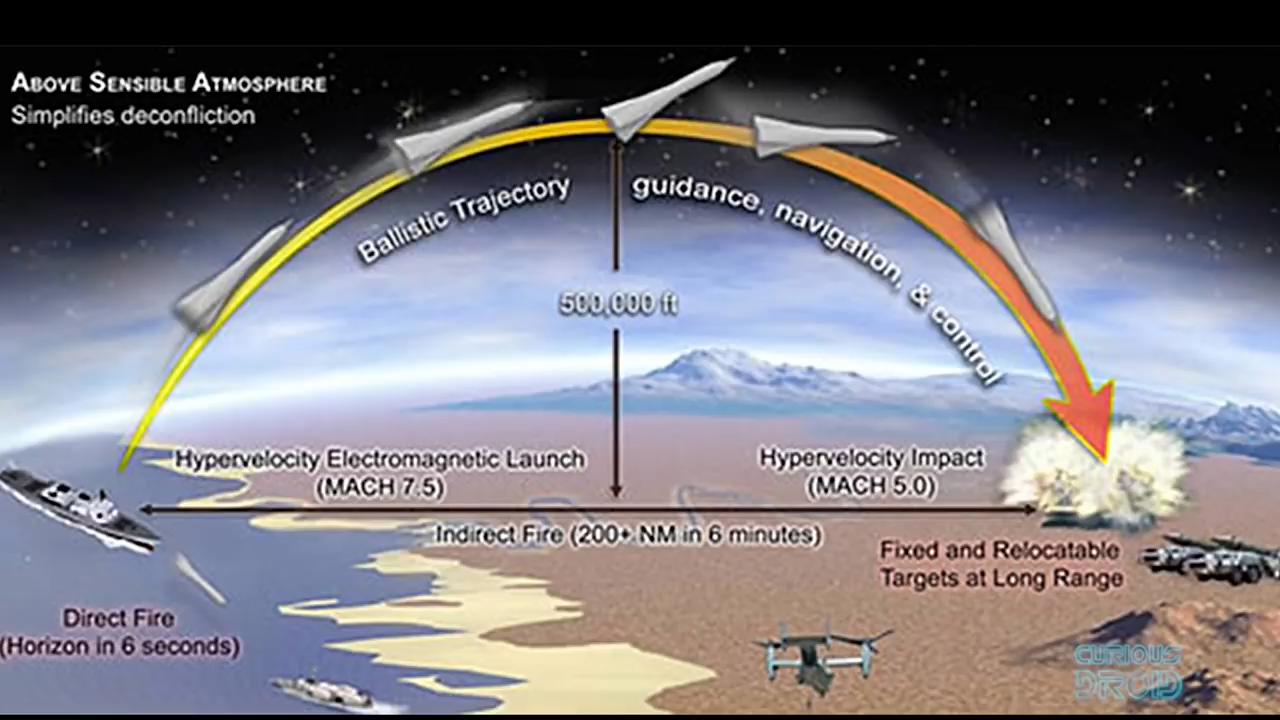 ABOVE SENSIBLE ATMOSPHERE
Simplifies deconfliction
Ballistic Trajectory
guidance, navigation, & control
500,000 ft
Hypervelocity Electromagnetic Launch
(MACH 7.5)
Hypervelocity Impact
(MACH 5.0)
Indirect Fire (200+ NM in 6 minutes)
Fixed and Relocatable
Targets at Long Range
Direct Fire
(Horizon in 6 seconds)
CURIOUS
DROID